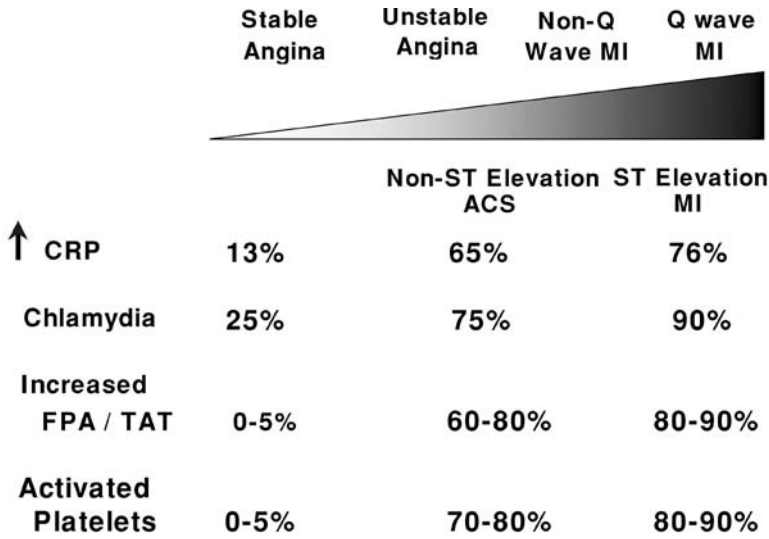 Stable Unstable Non-Q Q wave
Angina Angina Wave MI MI
Non-ST Elevation ST Elevation
ACS MI
↑ CRP 13% 65% 76%
Chlamydia 25% 75% 90%
Increased
FPA / TAT 0-5% 60-80% 80-90%
Activated
Platelets 0-5% 70-80% 80-90%